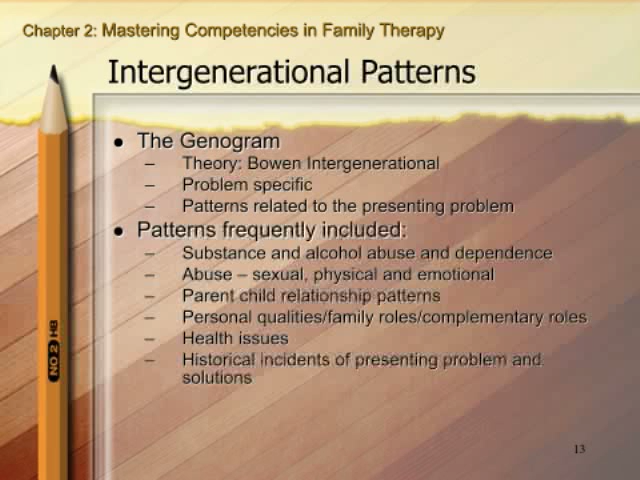 Chapter 2: Mastering Competencies in Family Therapy
Intergenerational Patterns
● The Genogram
– Theory: Bowen Intergenerational
– Problem specific
– Patterns related to the presenting problem
● Patterns frequently included:
– Substance and alcohol abuse and dependence
– Abuse – sexual, physical and emotional
– Parent child relationship patterns
– Personal qualities/family roles/complementary roles
– Health issues
– Historical incidents of presenting problem and
solutions
NO 2 HB
13